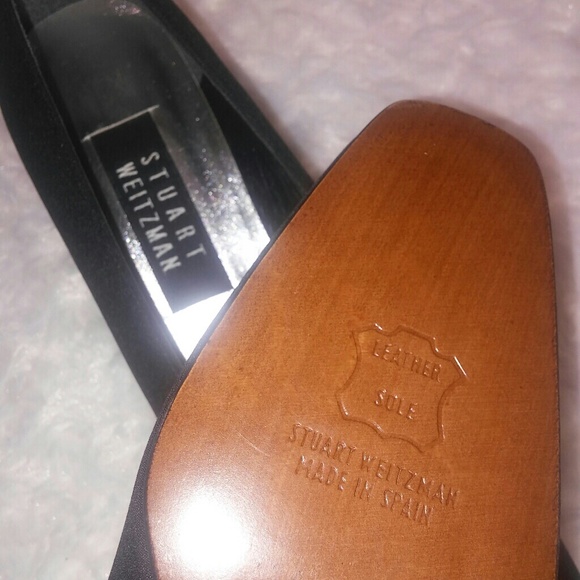 STUART
WEITZMAN
LEATHER
SOLE
STUART WEITZMAN
MADE IN SPAIN